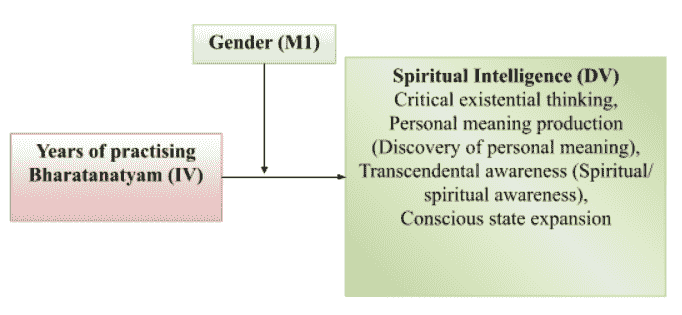 Gender (M1)
Spiritual Intelligence (DV)
Critical existential thinking,
Personal meaning production
(Discovery of personal meaning),
Transcendental awareness (Spiritual/
spiritual awareness),
Conscious state expansion
Years of practising
Bharatanatyam (IV)